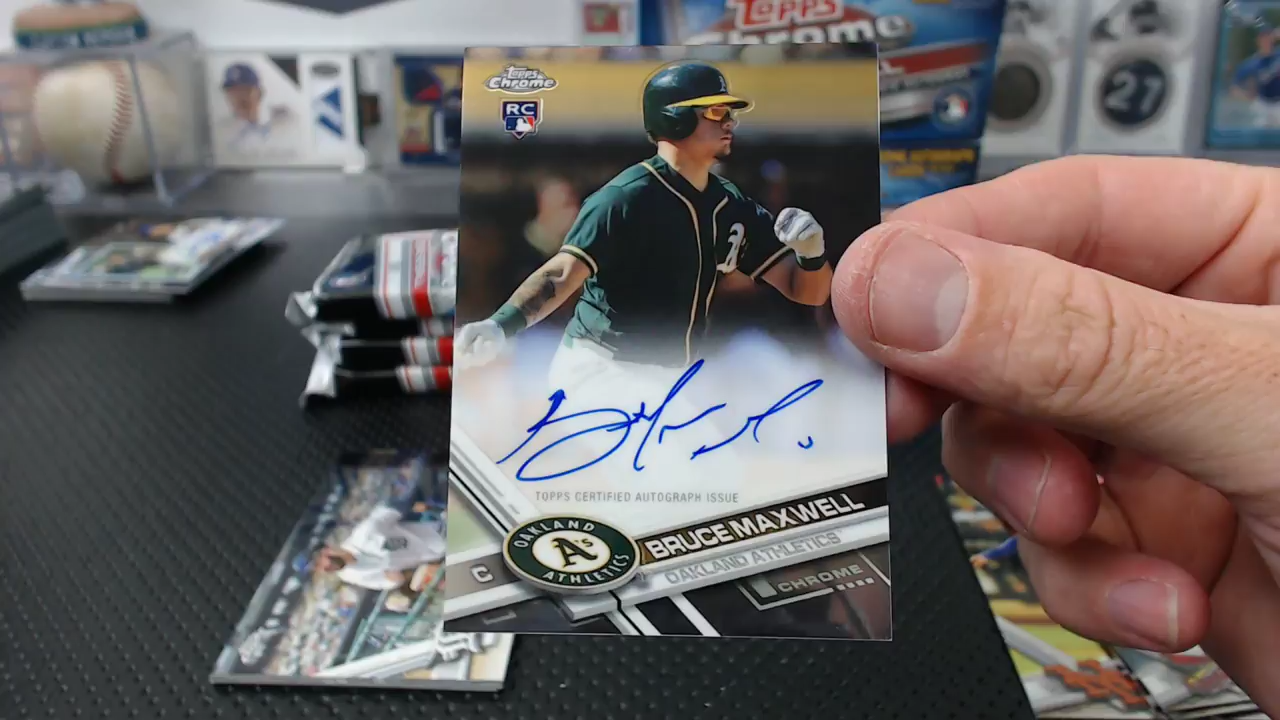 Topps
Chrome
27
Topps
Chrome
RC
A's
TOPPS CERTIFIED AUTOGRAPH ISSUE
BRUCE MAXWELL
OAKLAND ATHLETICS
OAKLAND
A's
ATHLETICS
C
CHROME